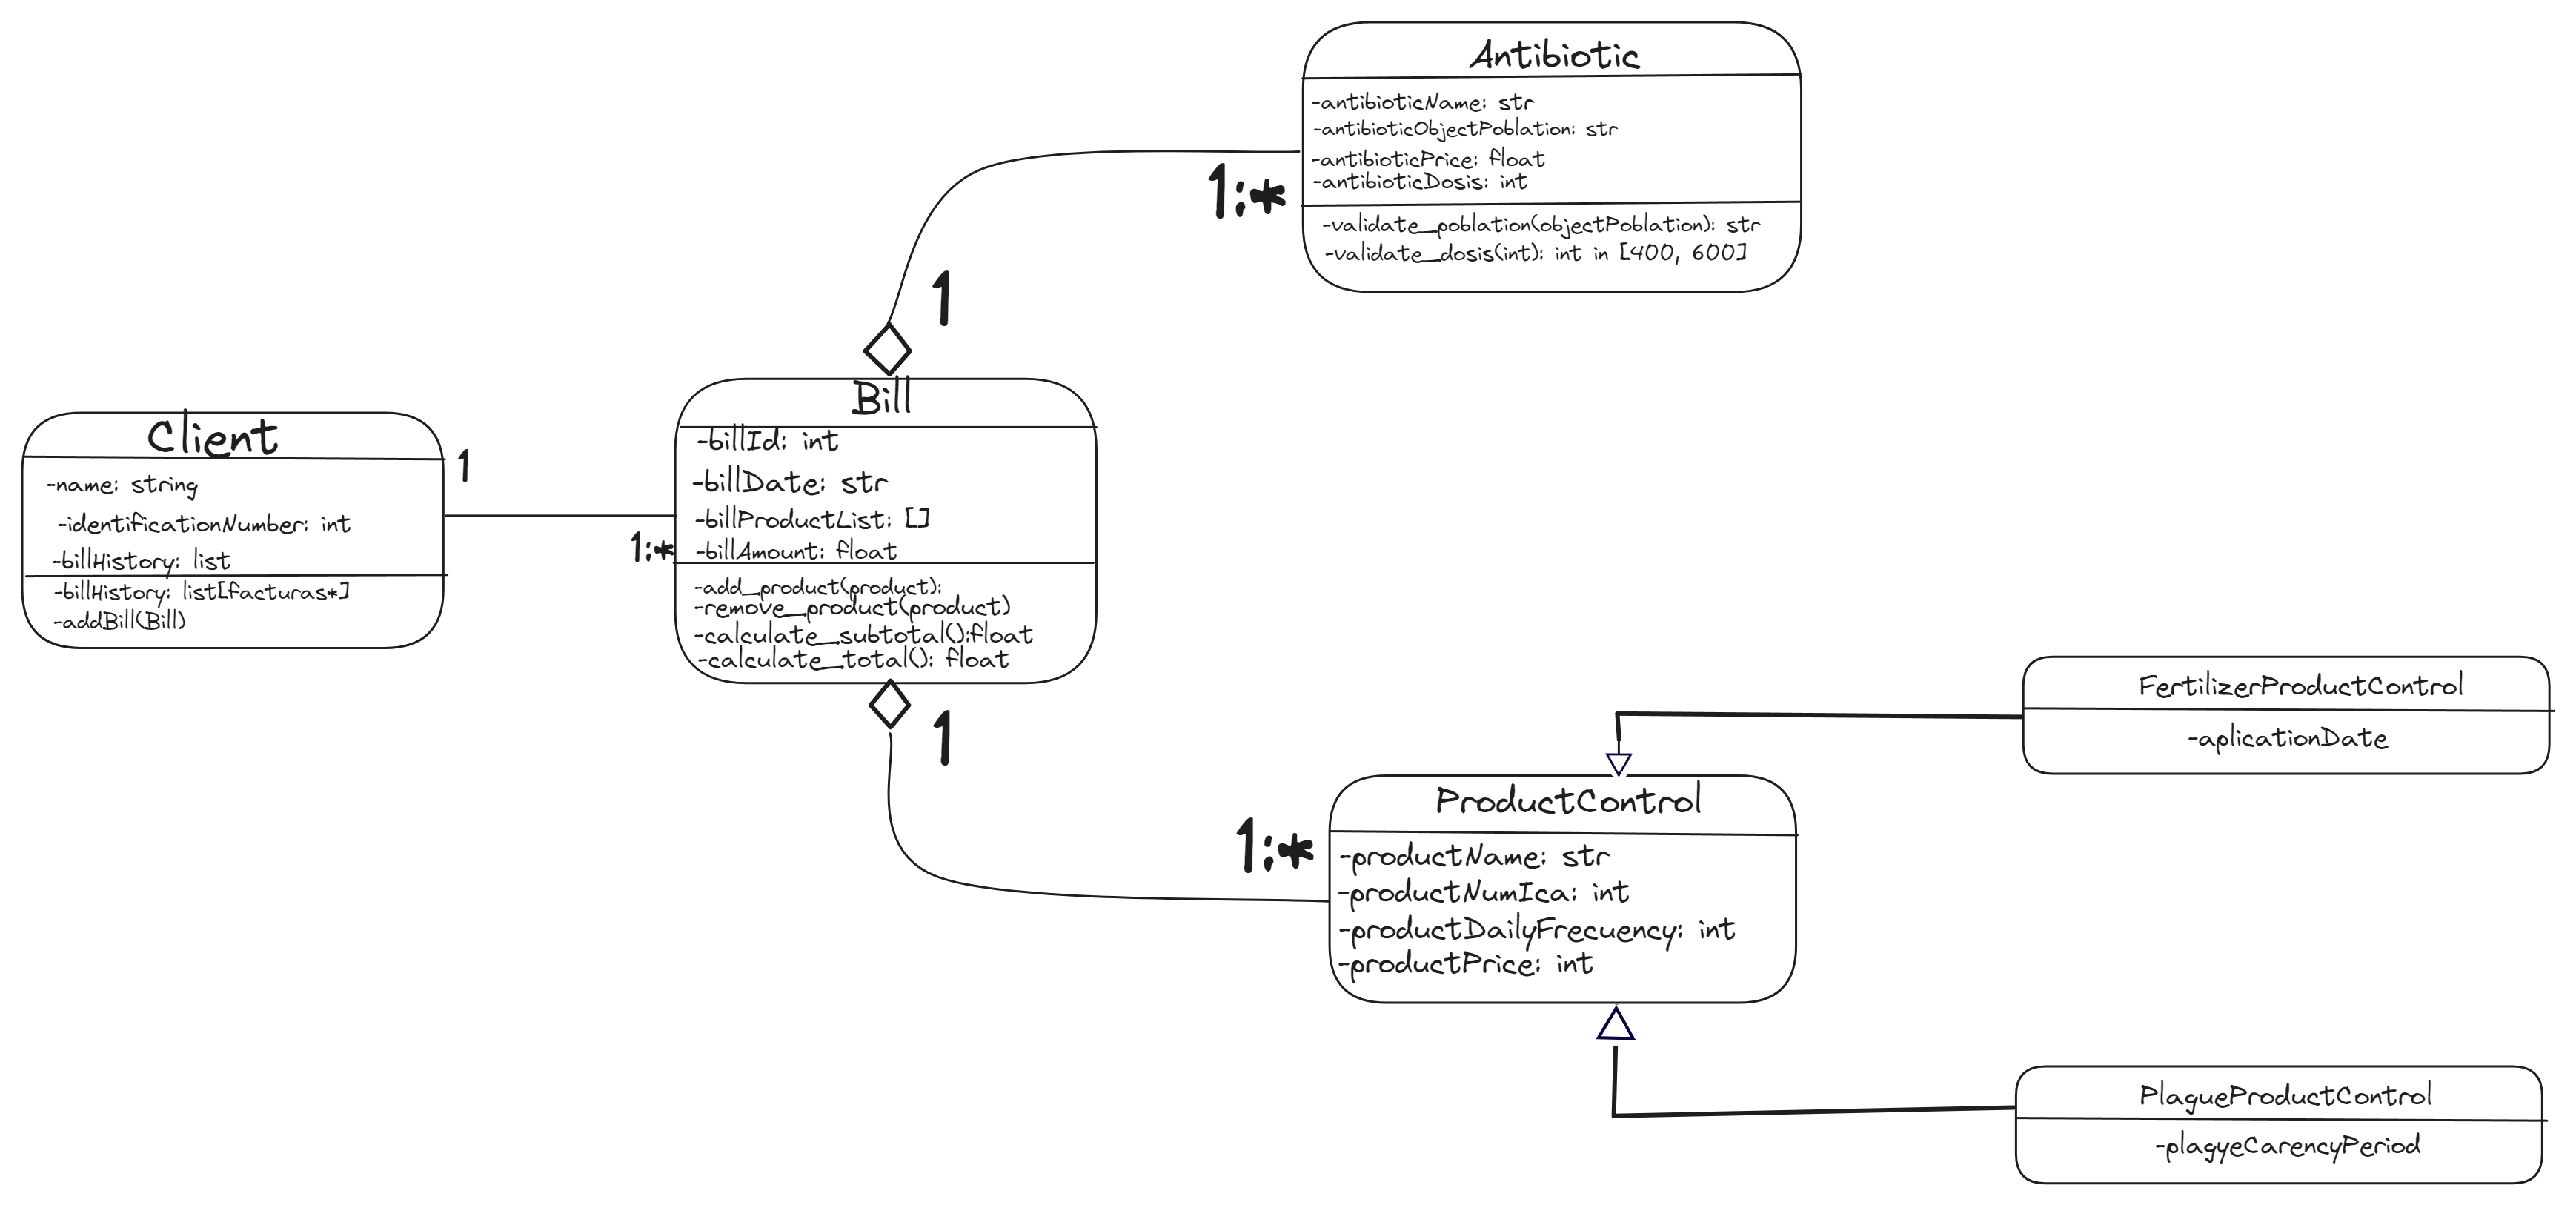 Antibiotic
-antibioticName: str
-antibioticObjectPoblation: str
-antibioticPrice: float
-antibioticDosis: int
-validate_poblation(objectPoblation): str
-validate_dosis(int): int in [400, 600]
1:*
1
Client
-name: string
-identificationNumber: int
-billHistory: list
-billHistory: list[facturas*]
-addBill(Bill)
1
1:*
Bill
-billId: int
-billDate: str
-billProductList: []
-billAmount: float
-add_product(product):
-remove_product(product)
-calculate_subtotal():float
-calculate_total(): float
1
1:*
ProductControl
-productName: str
-productNumIca: int
-productDailyFrecuency: int
-productPrice: int
FertilizerProductControl
-aplicationDate
PlagueProductControl
-plagyeCarencyPeriod